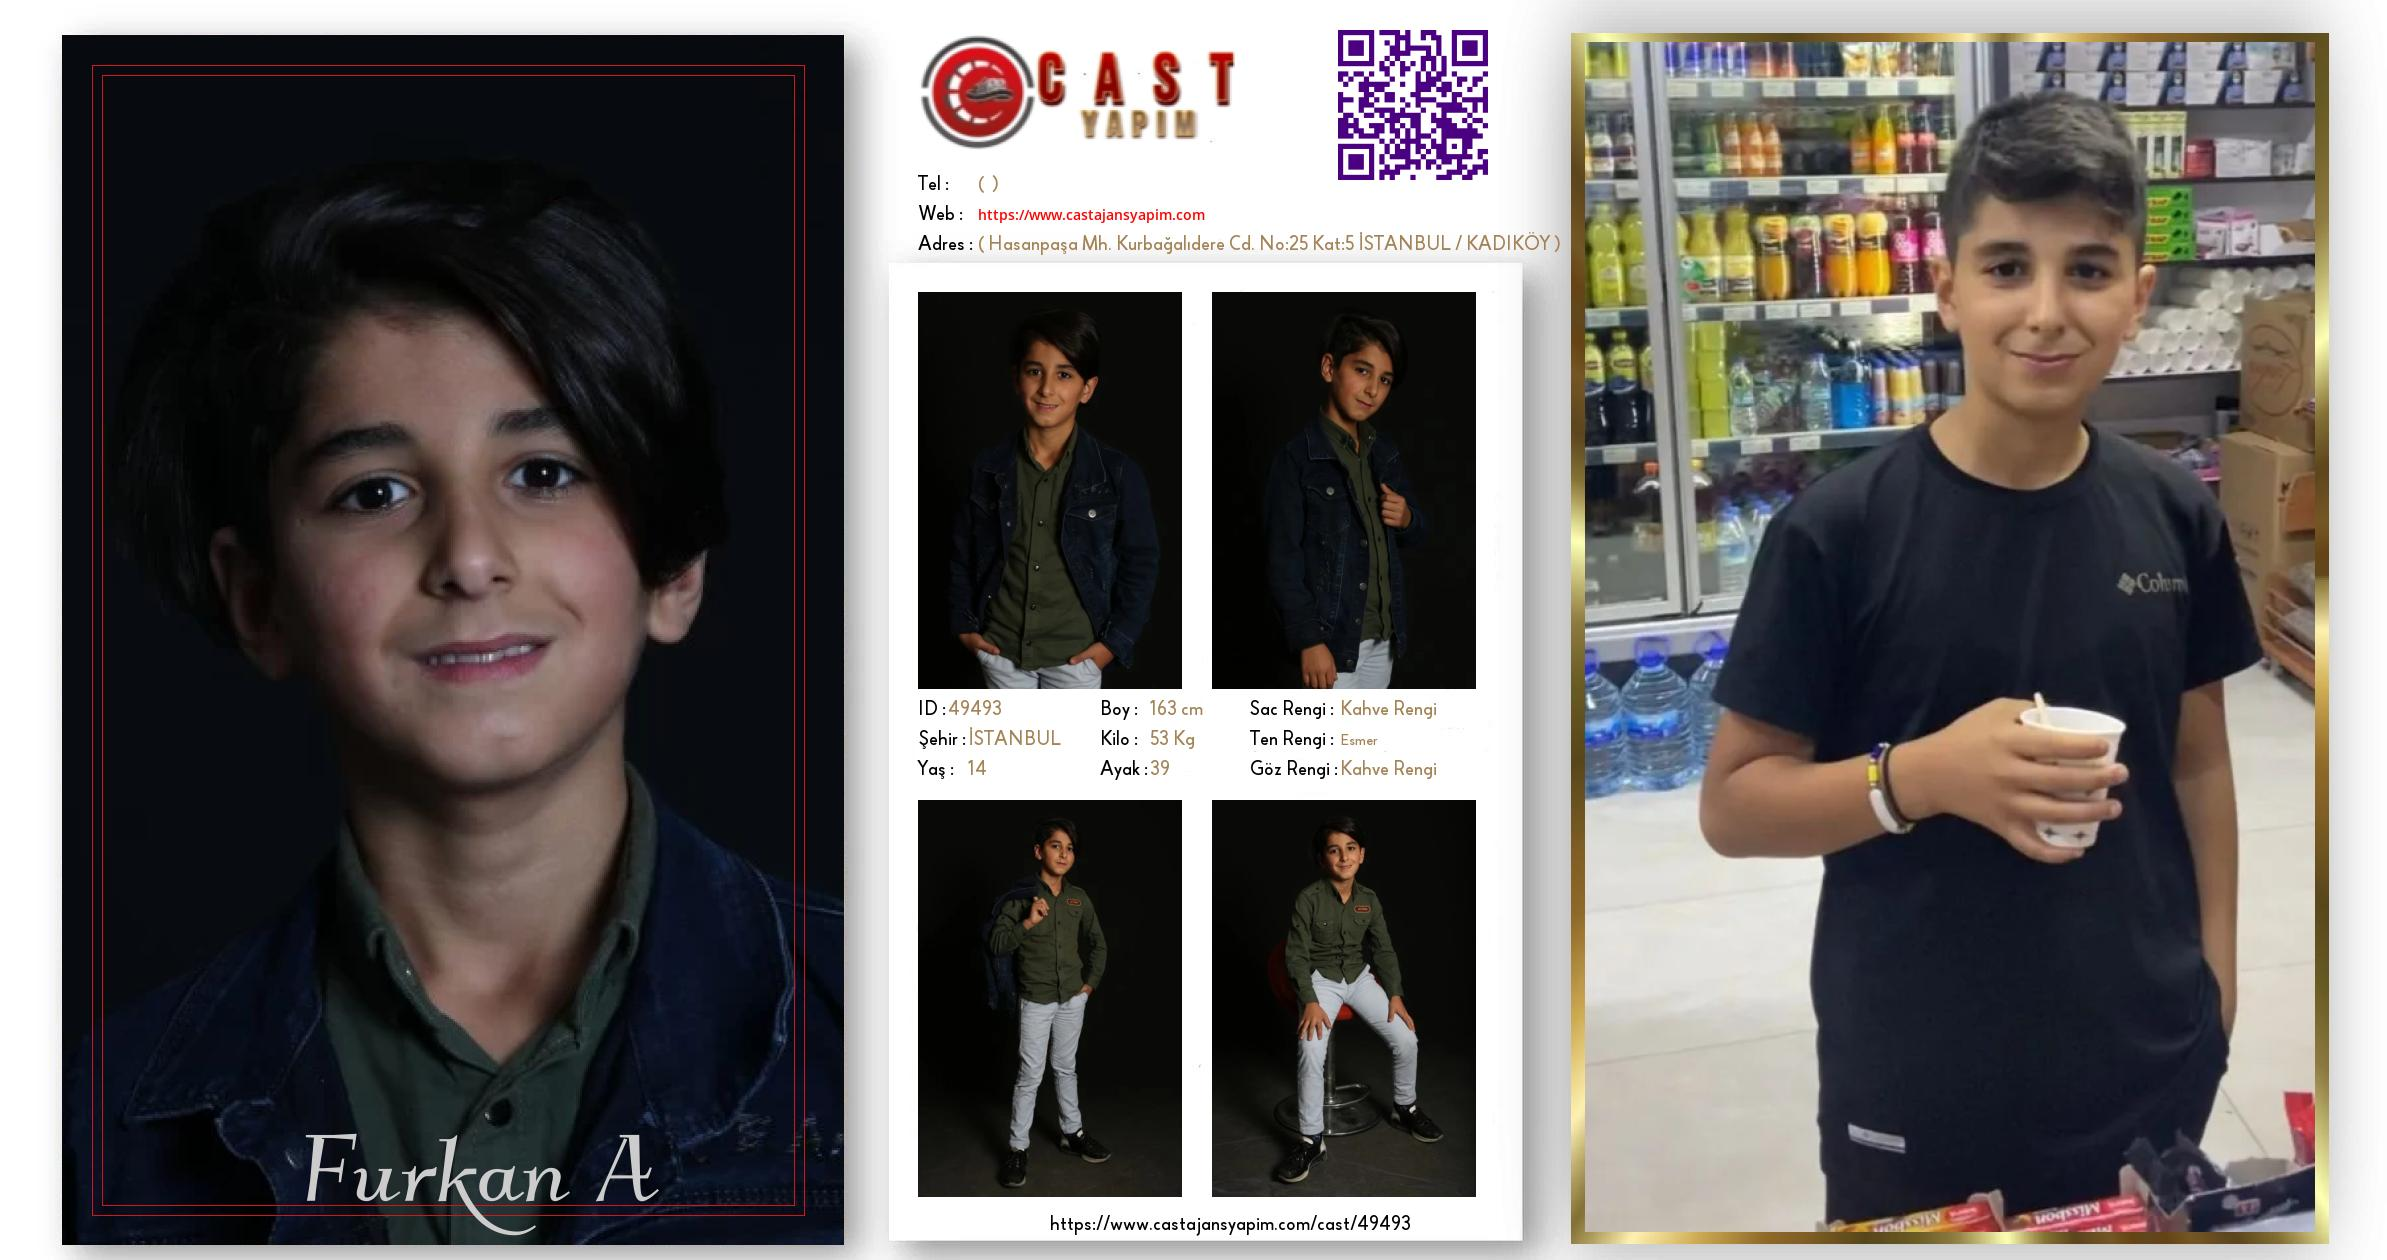 Furkan A
CAST
YAPIM
Tel : ( )
Web : https://www.castajansyapim.com
Adres : ( Hasanpaşa Mh. Kurbağalıdere Cd. No:25 Kat:5 İSTANBUL / KADIKÖY )
ID : 49493 Boy : 163 cm Sac Rengi : Kahve Rengi
Şehir : İSTANBUL Kilo : 53 Kg Ten Rengi : Esmer
Yaş : 14 Ayak : 39 Göz Rengi : Kahve Rengi
https://www.castajansyapim.com/cast/49493
Missbon
Missbon